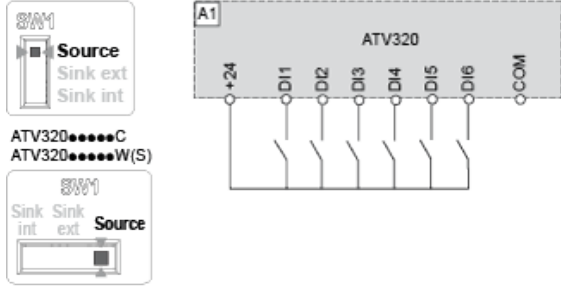 SW1
Source
Sink ext
Sink int
ATV320●●●●●C
ATV320●●●●●W(S)
SW1
Sink int
Sink ext
Source
A1
ATV320
+24
DI1
DI2
DI3
DI4
DI5
DI6
COM